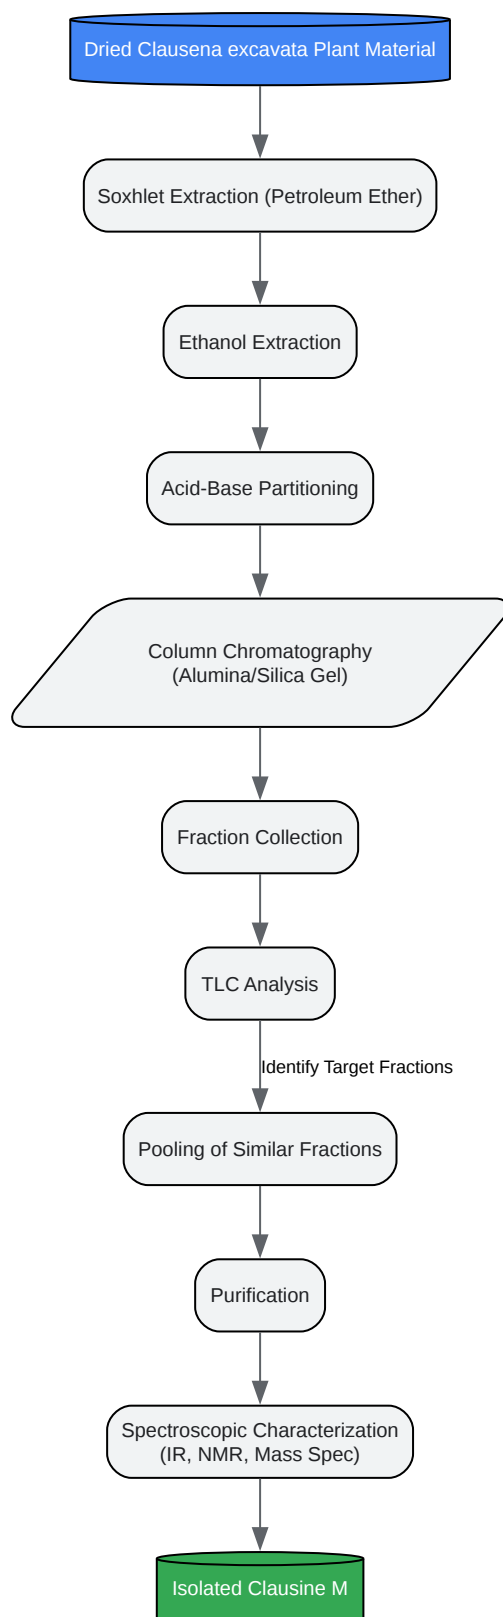 Dried Clausena excavata Plant Material
Soxhlet Extraction (Petroleum Ether)
Ethanol Extraction
Acid-Base Partitioning
Column Chromatography
(Alumina/Silica Gel)
Fraction Collection
TLC Analysis
Identify Target Fractions
Pooling of Similar Fractions
Purification
Spectroscopic Characterization
(IR, NMR, Mass Spec)
Isolated Clausine M